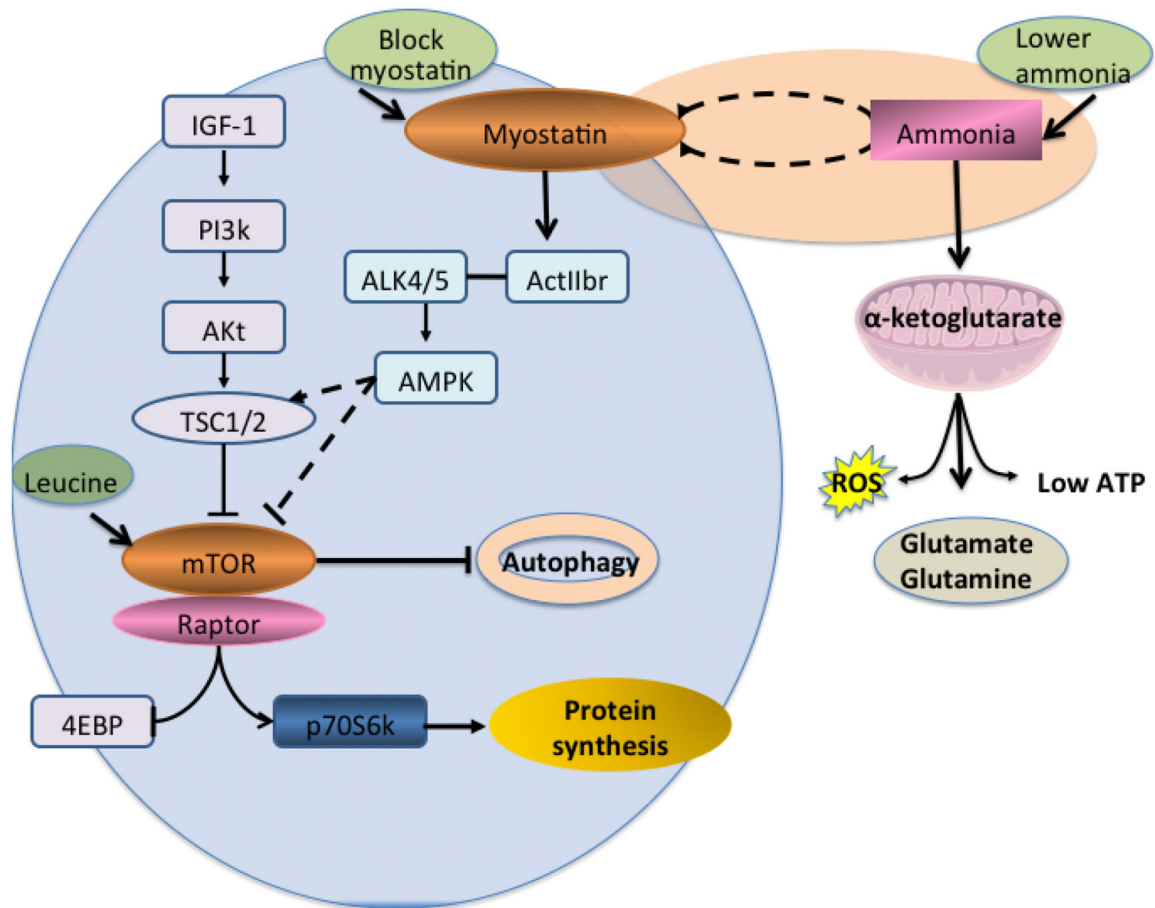 Block
myostatin
Lower
ammonia
IGF-1
Myostatin
Ammonia
PI3k
ALK4/5
ActIIbr
α-ketoglutarate
AKt
AMPK
TSC1/2
Leucine
ROS
Low ATP
mTOR
Autophagy
Glutamate
Glutamine
Raptor
4EBP
p70S6k
Protein
synthesis